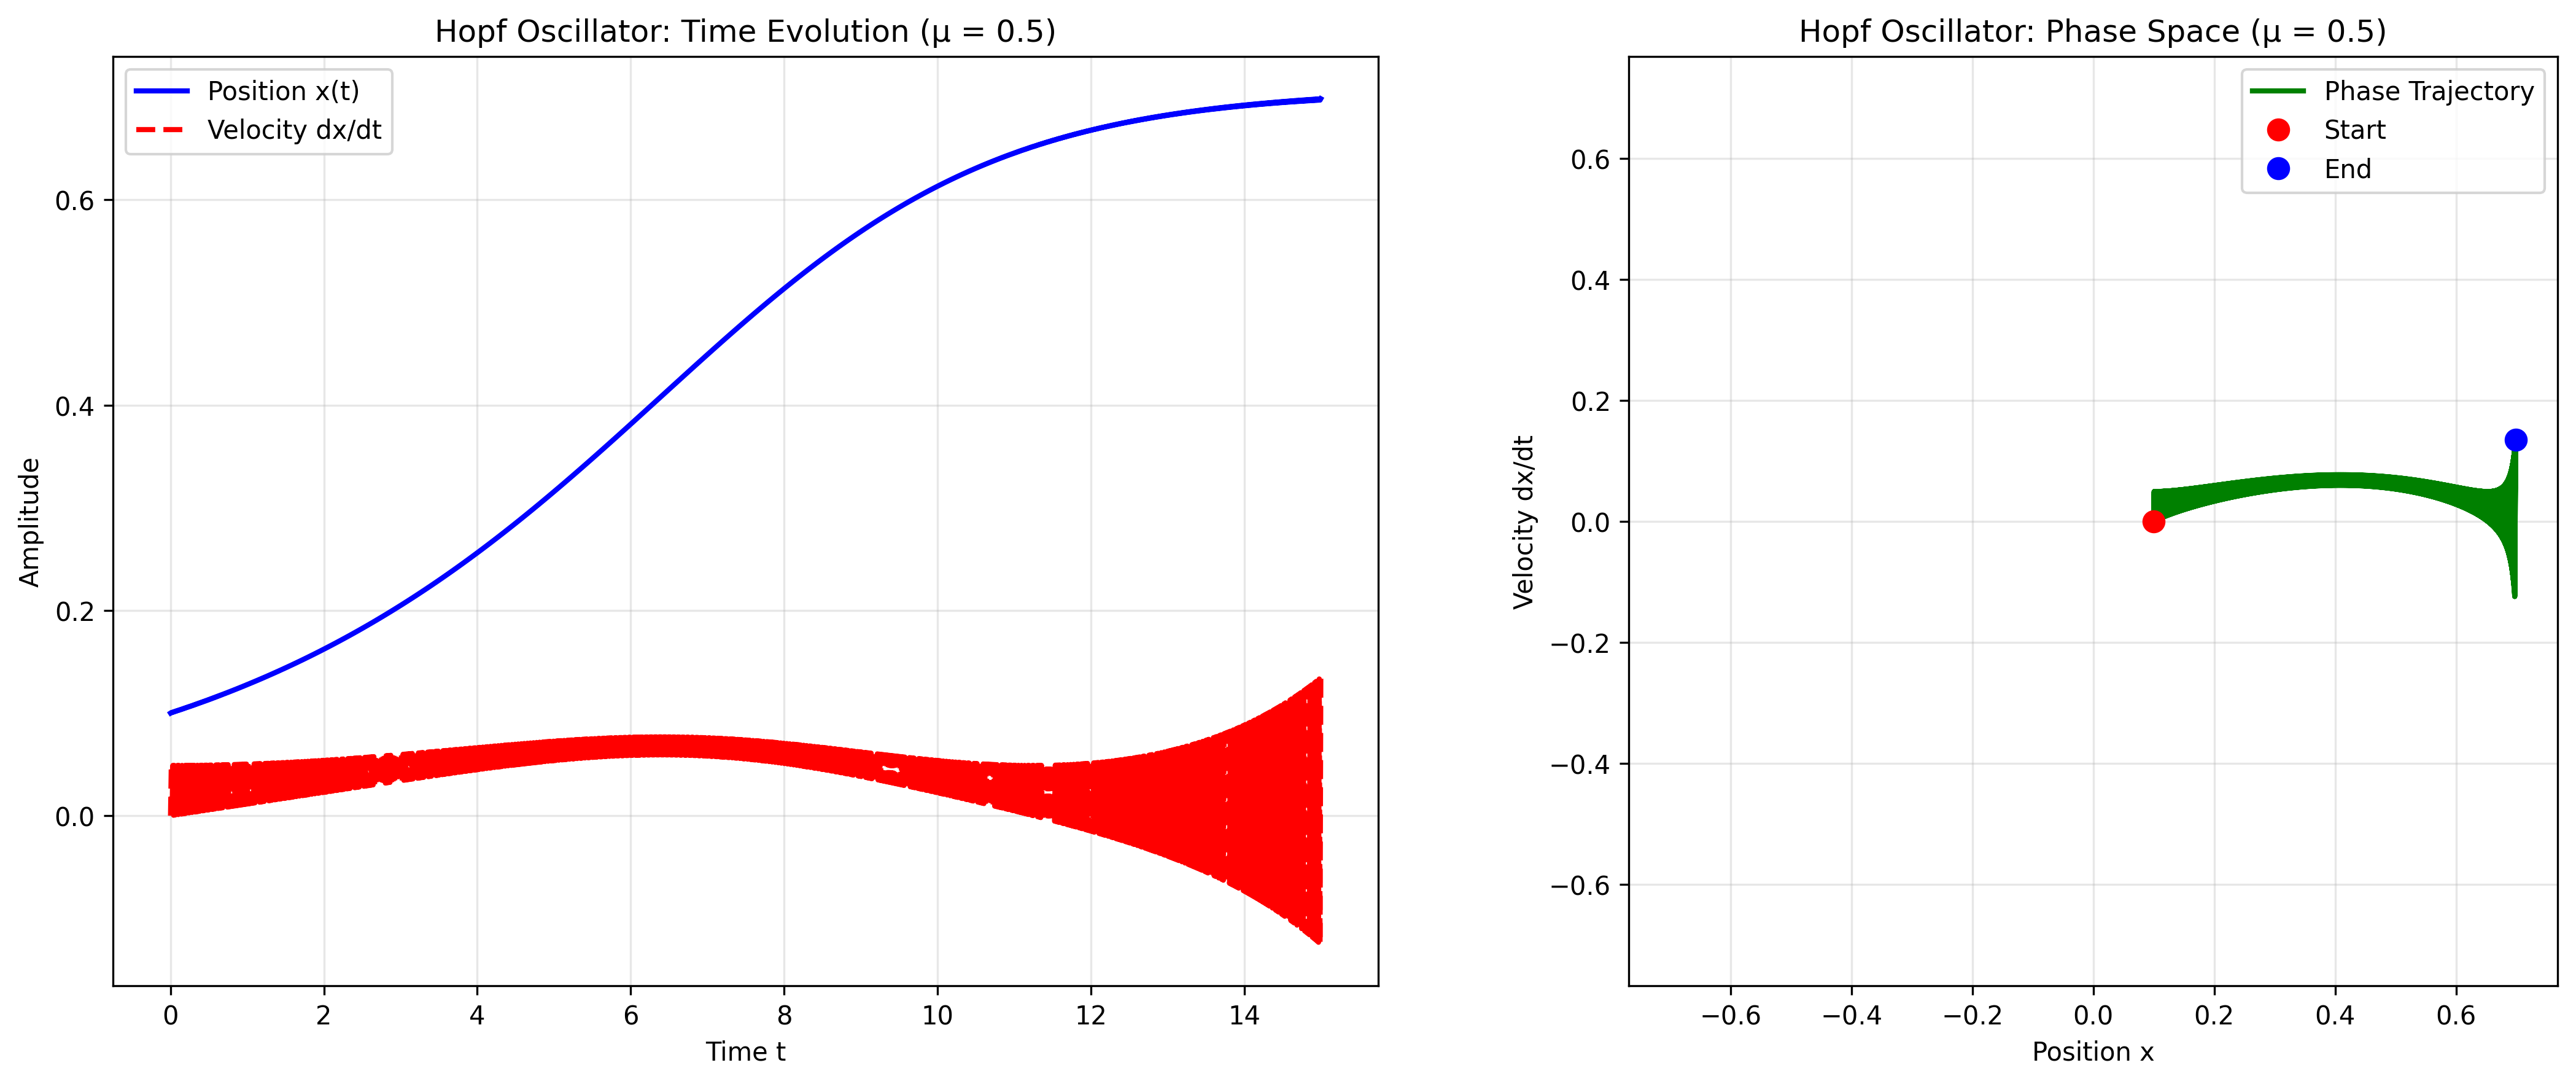 Hopf Oscillator: Time Evolution (μ = 0.5)
Position x(t)
Velocity dx/dt
Amplitude
0.6
0.4
0.2
0.0
0 2 4 6 8 10 12 14
Time t
Hopf Oscillator: Phase Space (μ = 0.5)
Phase Trajectory
Start
End
Velocity dx/dt
0.6
0.4
0.2
0.0
−0.2
−0.4
−0.6
−0.6 −0.4 −0.2 0.0 0.2 0.4 0.6
Position x